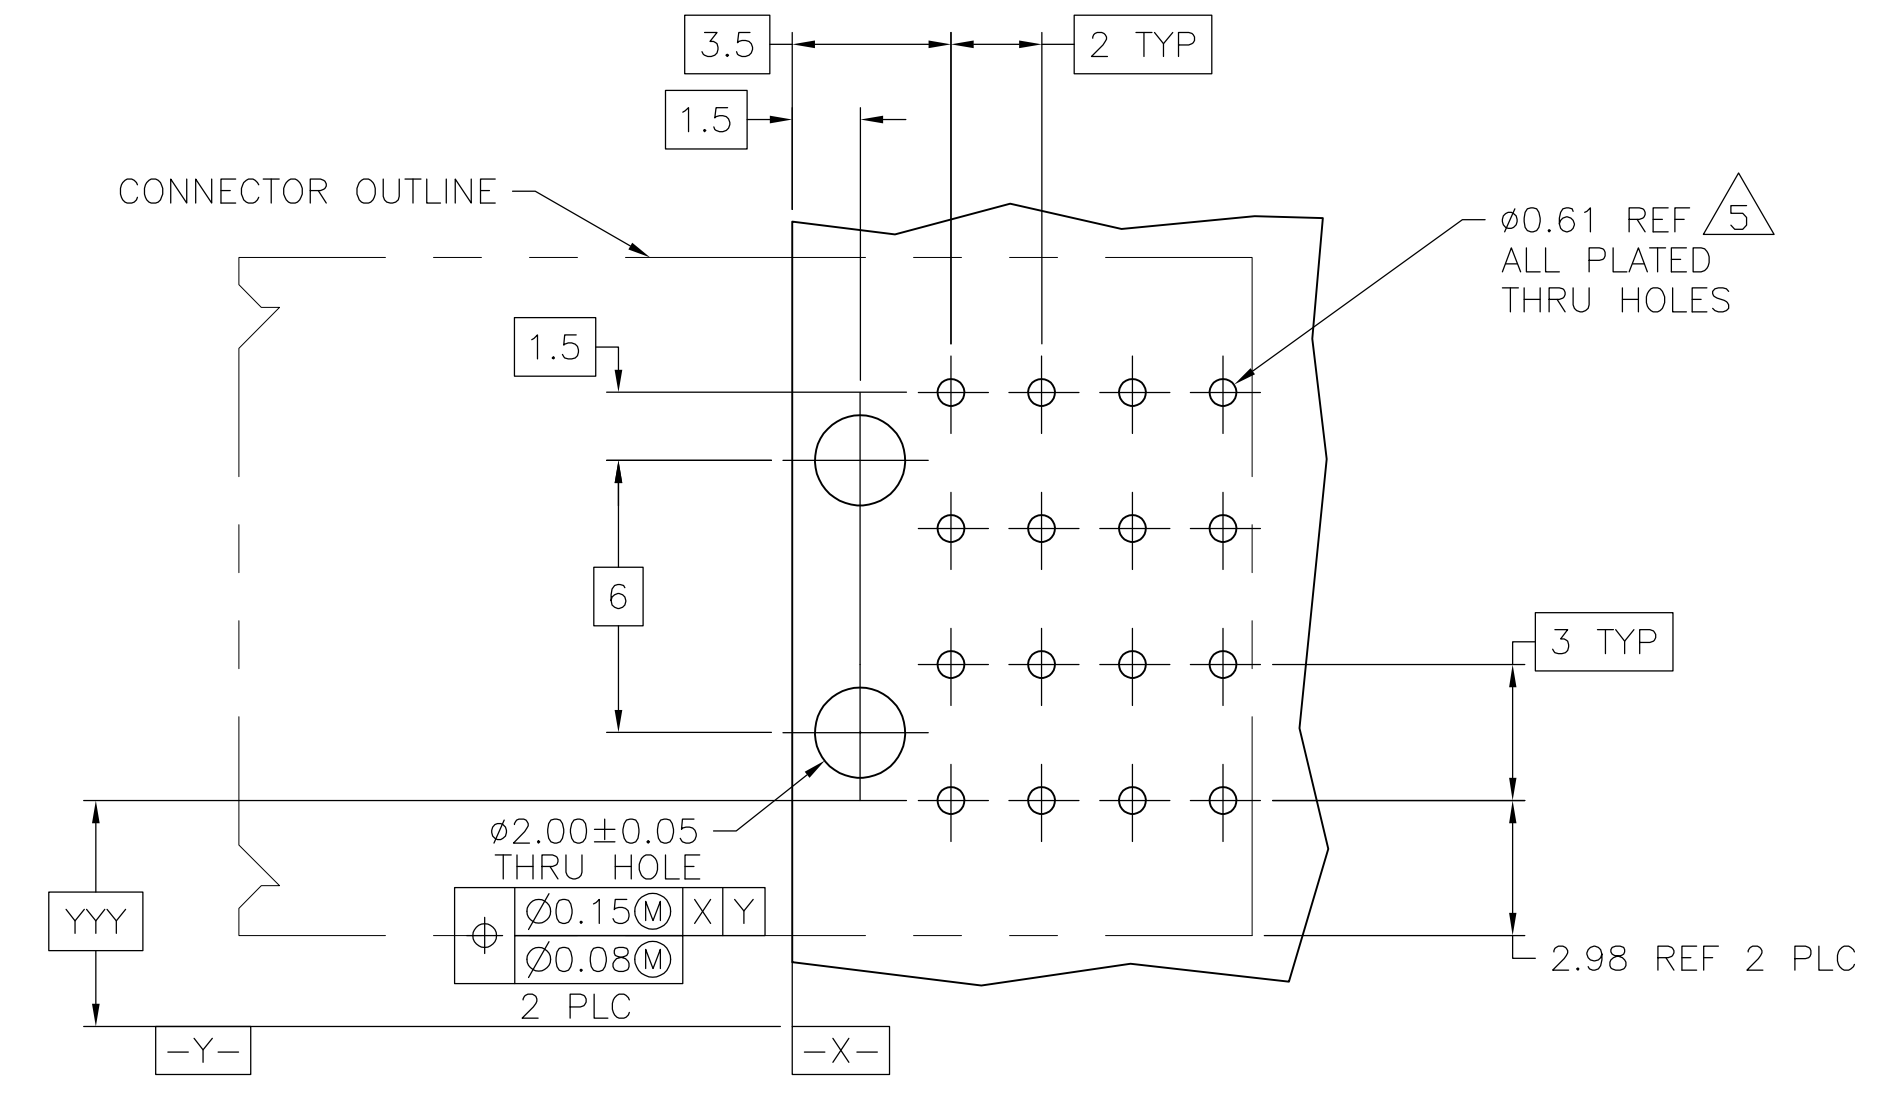 3.5
2 TYP
1.5
CONNECTOR OUTLINE
ø0.61 REF 5
ALL PLATED
THRU HOLES
1.5
6
3 TYP
ø2.00±0.05
THRU HOLE
⌖ Ø0.15Ⓜ X Y
Ø0.08Ⓜ
2 PLC
YYY
2.98 REF 2 PLC
-Y-
-X-